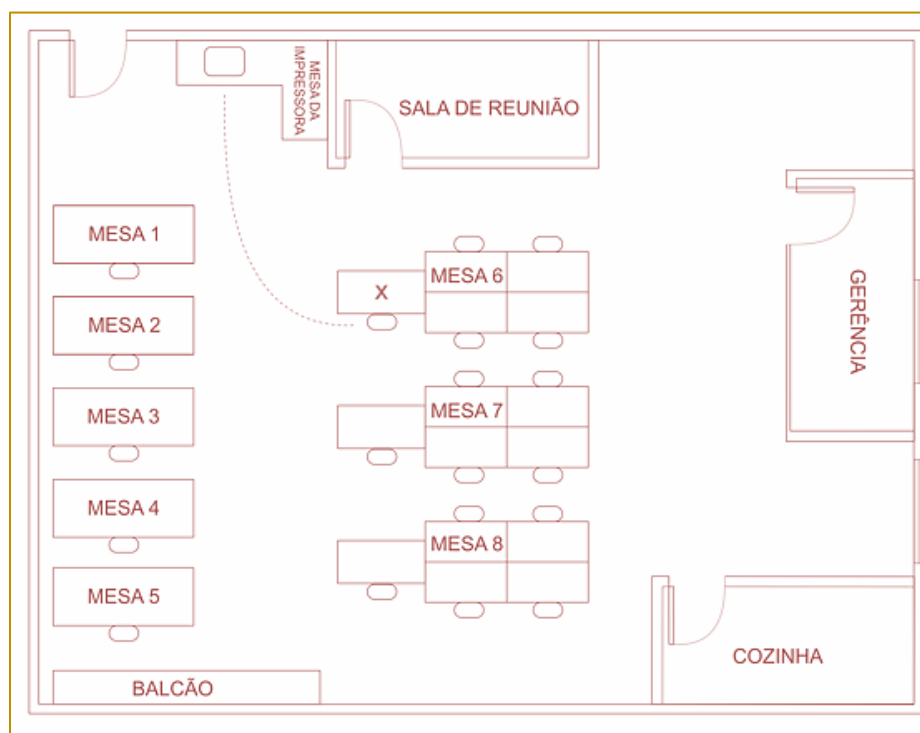 MESA DA
IMPRESSORA
SALA DE REUNIÃO
MESA 1
MESA 6
X
GERÊNCIA
MESA 2
MESA 3
MESA 7
MESA 4
MESA 8
MESA 5
COZINHA
BALCÃO